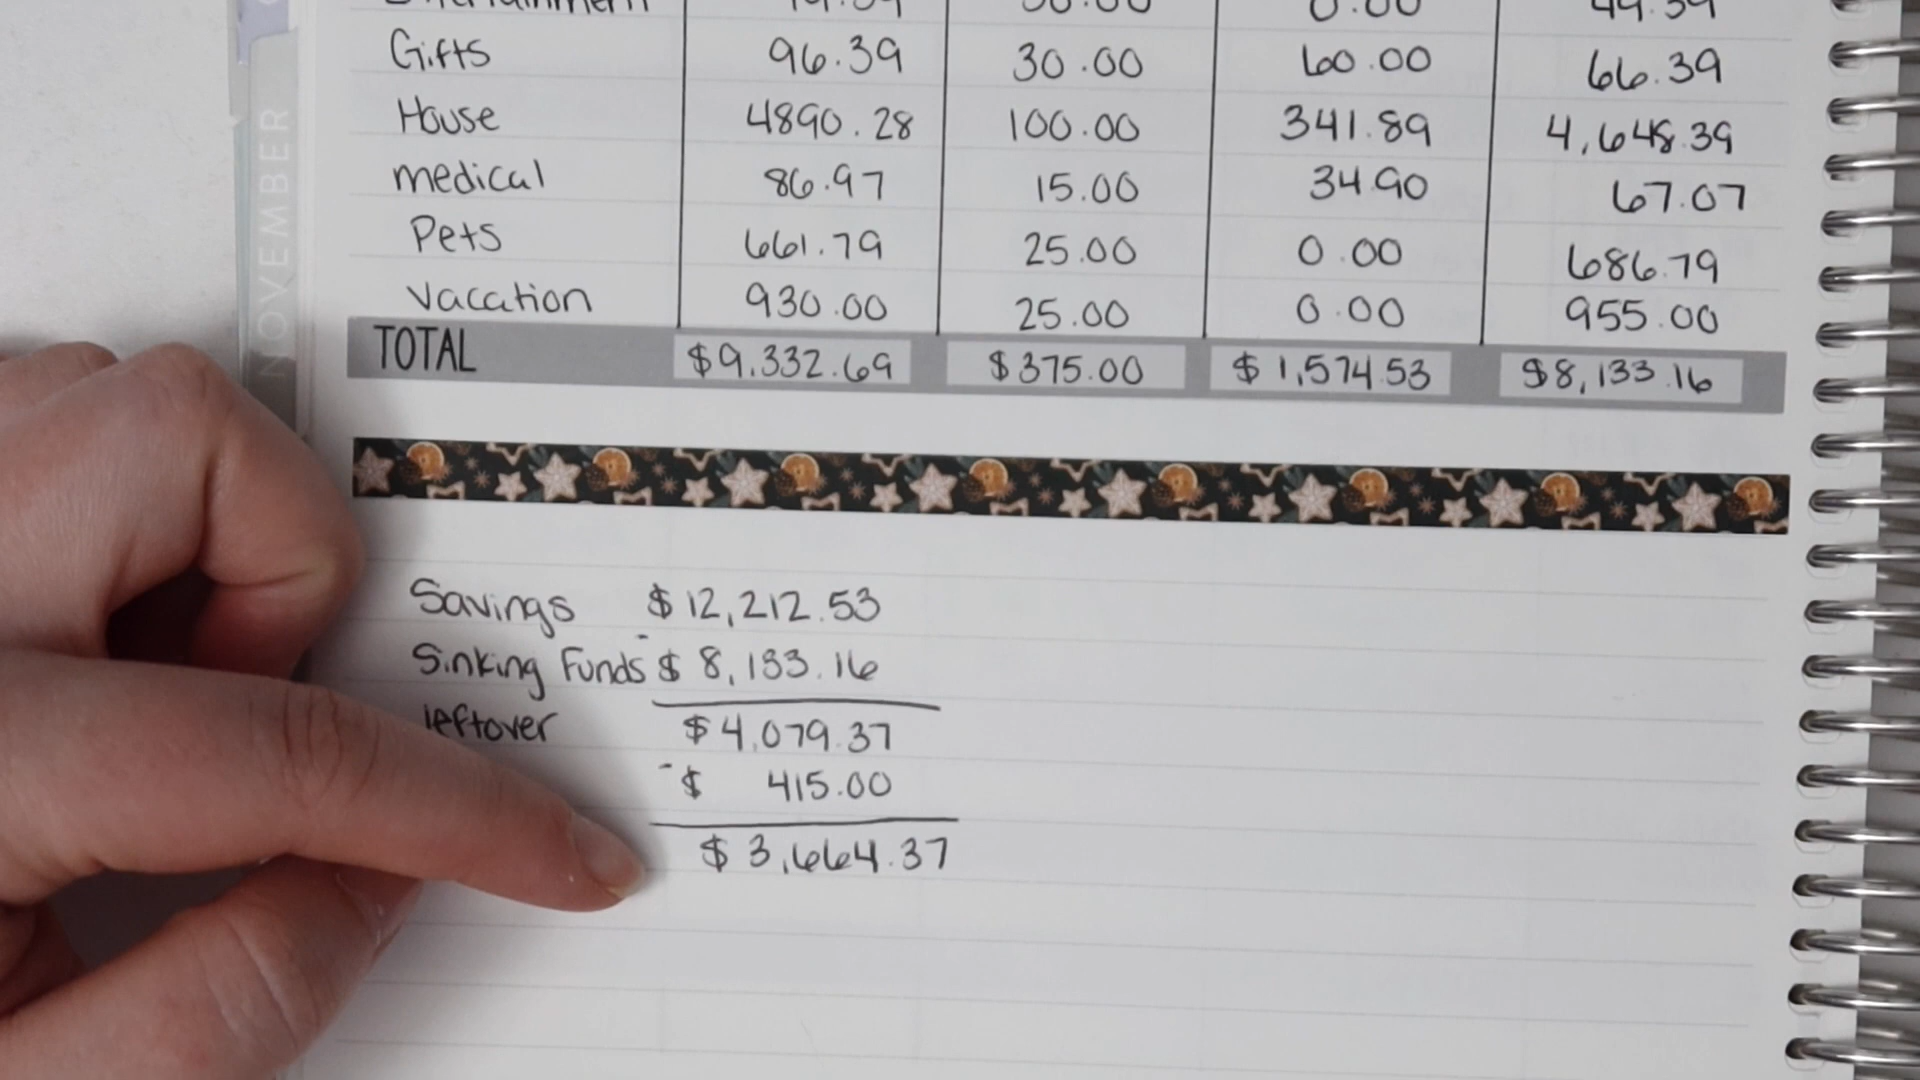 Gifts 96.39 30.00 60.00 66.39
House 4890.28 100.00 341.89 4,648.39
medical 86.97 15.00 34.90 67.07
Pets 661.79 25.00 0.00 686.79
Vacation 930.00 25.00 0.00 955.00
TOTAL $9,332.69 $375.00 $1,574.53 $8,133.16
NOVEMBER
Savings $12,212.53
Sinking Funds - $8,133.16
leftover $4,079.37
-$ 415.00
$3,664.37